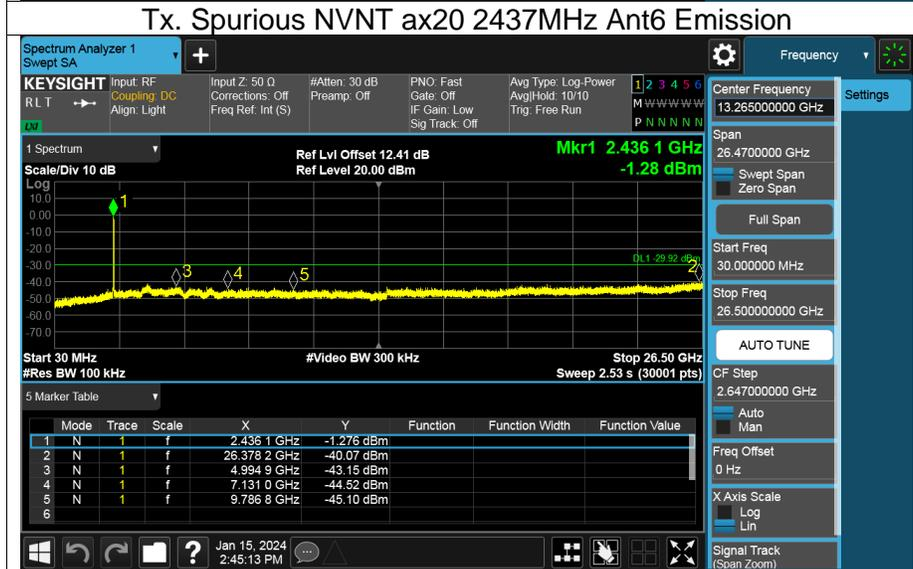 Tx. Spurious NVNT ax20 2437MHz Ant6 Emission
Spectrum Analyzer 1
Swept SA
+
Frequency
KEYSIGHT
RLT
LXI
Input: RF
Coupling: DC
Align: Light
Input Z: 50 Ω
Corrections: Off
Freq Ref: Int (S)
#Atten: 30 dB
Preamp: Off
PNO: Fast
Gate: Off
IF Gain: Low
Sig Track: Off
Avg Type: Log-Power
Avg|Hold: 10/10
Trig: Free Run
1 2 3 4 5 6
M W W W W W
P N N N N N
1 Spectrum
Scale/Div 10 dB
Ref Lvl Offset 12.41 dB
Ref Level 20.00 dBm
Mkr1 2.436 1 GHz
-1.28 dBm
Log
10.0
0.00
-10.0
-20.0
-30.0
-40.0
-50.0
-60.0
-70.0
1
3
4
5
2
DL1 -29.92 dBm
Start 30 MHz
#Video BW 300 kHz
Stop 26.50 GHz
#Res BW 100 kHz
Sweep 2.53 s (30001 pts)
5 Marker Table
Mode Trace Scale X Y Function Function Width Function Value
1 N 1 f 2.436 1 GHz -1.276 dBm
2 N 1 f 26.378 2 GHz -40.07 dBm
3 N 1 f 4.994 9 GHz -43.15 dBm
4 N 1 f 7.131 0 GHz -44.52 dBm
5 N 1 f 9.786 8 GHz -45.10 dBm
6
Jan 15, 2024
2:45:13 PM
?
Center Frequency
13.265000000 GHz
Settings
Span
26.4700000 GHz
Swept Span
Zero Span
Full Span
Start Freq
30.000000 MHz
Stop Freq
26.500000000 GHz
AUTO TUNE
CF Step
2.647000000 GHz
Auto
Man
Freq Offset
0 Hz
X Axis Scale
Log
Lin
Signal Track
(Span Zoom)